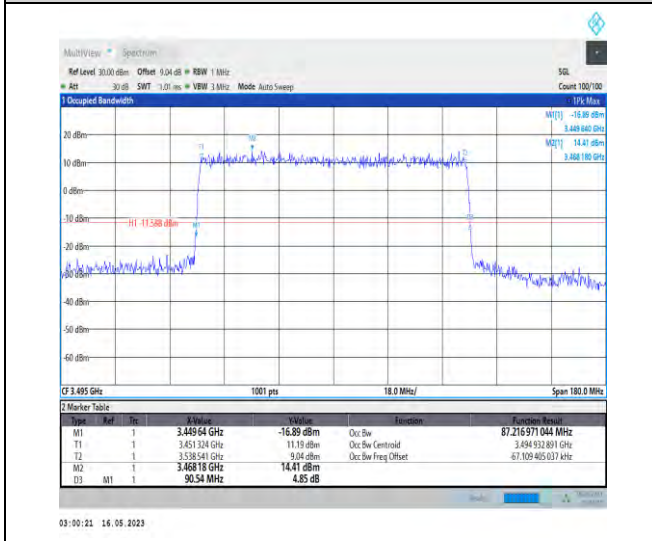 MultiView Spectrum
Ref Level 30.00 dBm Offset 9.04 dB RBW 1 MHz SGL
Att 30 dB SWT 1.01 ms VBW 3 MHz Mode Auto Sweep Count 100/100
1 Occupied Bandwidth 1Pk Max
M1[1] -16.89 dBm
3.449 640 GHz
M2[1] 14.41 dBm
3.468 180 GHz
20 dBm
M2
T1
T2
10 dBm
0 dBm
-10 dBm
H1 -11.588 dBm
M1
D3
-20 dBm
-30 dBm
-40 dBm
-50 dBm
-60 dBm
CF 3.495 GHz 1001 pts 18.0 MHz/ Span 180.0 MHz
2 Marker Table
Type Ref Trc X-Value Y-Value Function Function Result
M1 1 3.449 64 GHz -16.89 dBm Occ Bw 87.216 971 044 MHz
T1 1 3.451 324 GHz 11.19 dBm Occ Bw Centroid 3.494 932 891 GHz
T2 1 3.538 541 GHz 9.04 dBm Occ Bw Freq Offset -67.109 405 037 kHz
M2 1 3.468 18 GHz 14.41 dBm
D3 M1 1 90.54 MHz 4.85 dB
03:00:21 16.05.2023